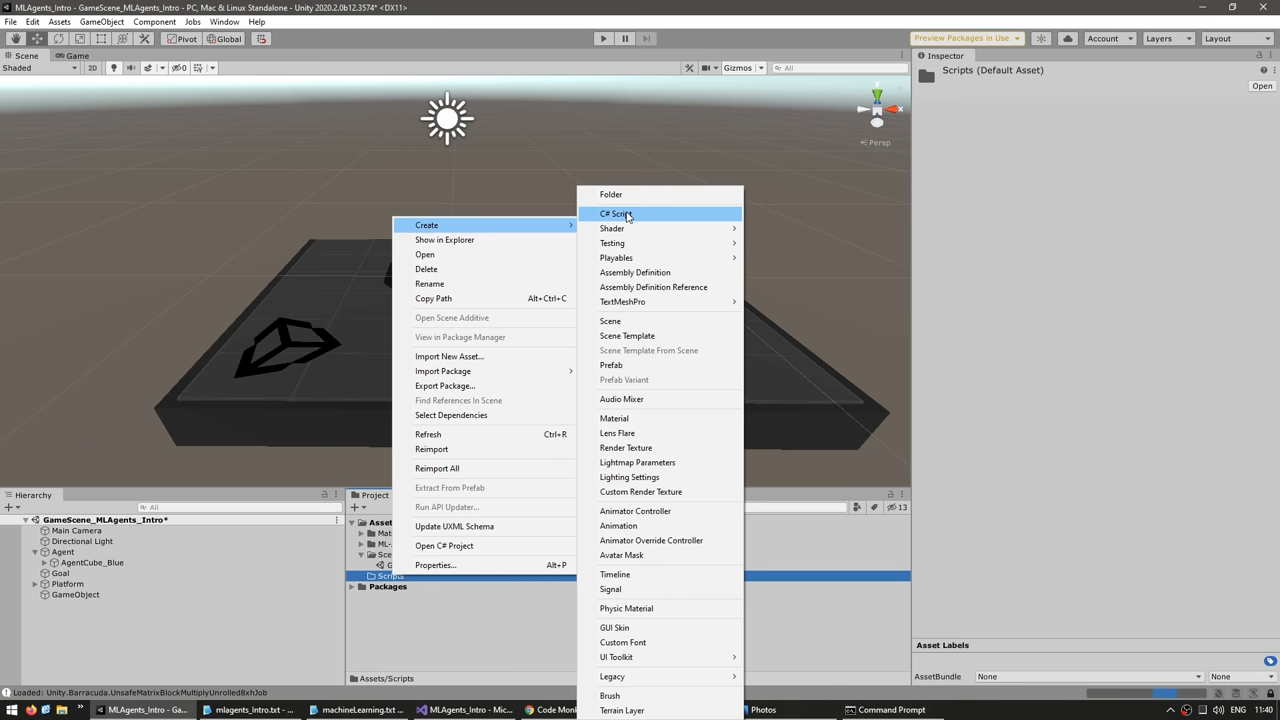 MLAgents_Intro - GameScene_MLAgents_Intro - PC, Mac & Linux Standalone - Unity 2020.2.0b12.3574* <DX11>
File Edit Assets GameObject Component Jobs Window Help
Pivot Global Preview Packages in Use Account Layers Layout
Scene Game Inspector
Shaded 2D 0 Gizmos All
Scripts (Default Asset)
Open
y
x
Persp
Create
Show in Explorer
Open
Delete
Rename
Copy Path Alt+Ctrl+C
Open Scene Additive
View in Package Manager
Import New Asset...
Import Package
Export Package...
Find References In Scene
Select Dependencies
Refresh Ctrl+R
Reimport
Reimport All
Extract From Prefab
Run API Updater...
Update UXML Schema
Open C# Project
Properties... Alt+P
Folder
C# Script
Shader
Testing
Playables
Assembly Definition
Assembly Definition Reference
TextMeshPro
Scene
Scene Template
Scene Template From Scene
Prefab
Prefab Variant
Audio Mixer
Material
Lens Flare
Render Texture
Lightmap Parameters
Lighting Settings
Custom Render Texture
Animator Controller
Animation
Animator Override Controller
Avatar Mask
Timeline
Signal
Physic Material
GUI Skin
Custom Font
UI Toolkit
Legacy
Brush
Terrain Layer
Hierarchy
All
GameScene_MLAgents_Intro*
Main Camera
Directional Light
Agent
AgentCube_Blue
Goal
Platform
GameObject
Project
13
Asset
Mat
ML-
Sce
G
Scripts
Packages
Assets/Scripts
Asset Labels
AssetBundle None None
Loaded: Unity.Barracuda.UnsafeMatrixBlockMultiplyUnrolled8xhJob
MLAgents_Intro - Ga... mlagents_Intro.txt - ... machineLearning.txt ... MLAgents_Intro - Mic... Code Monk Photos Command Prompt ENG 11:40